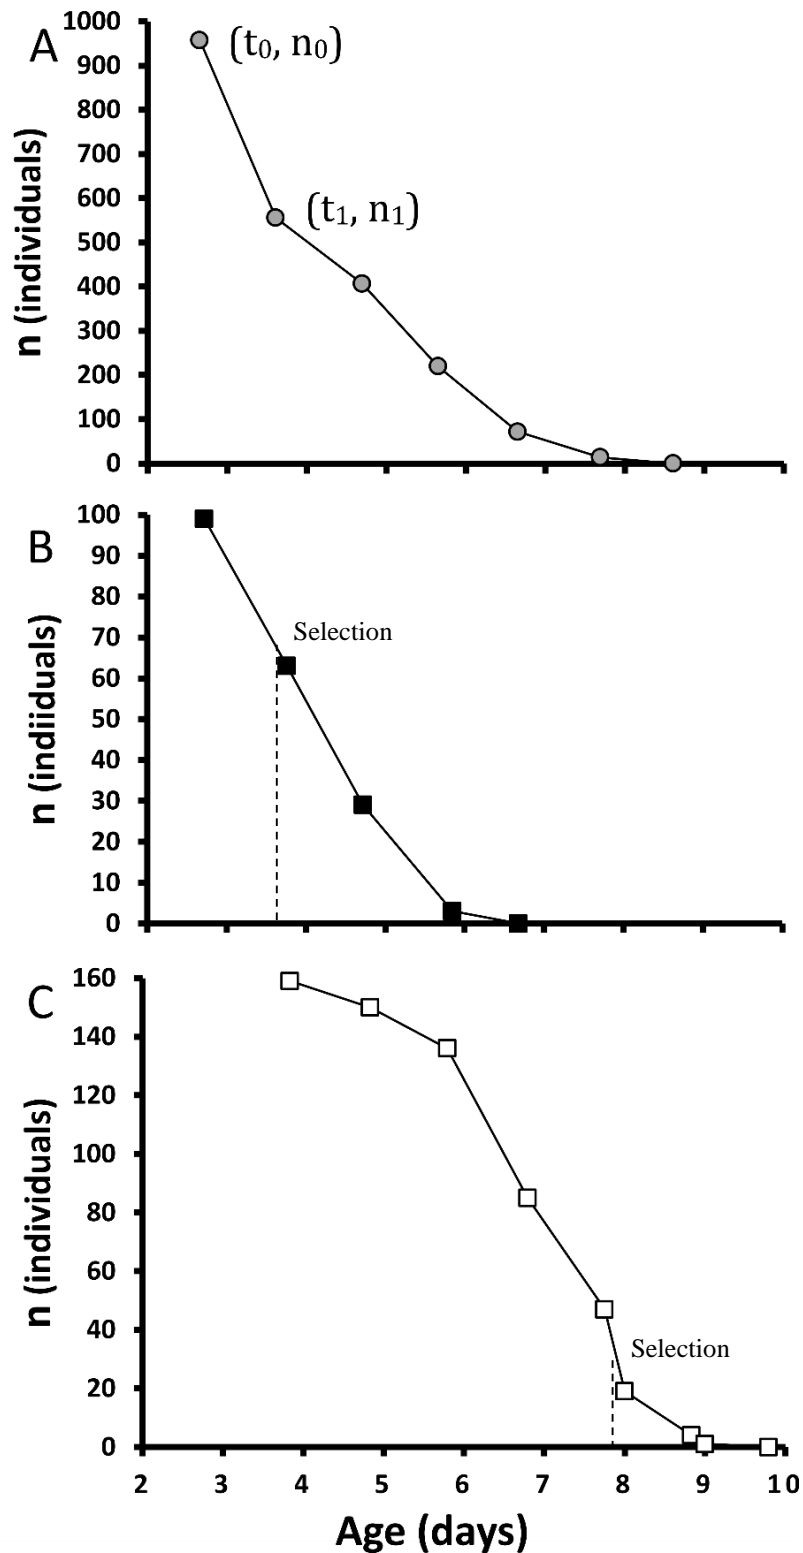 A
1000
900
800
700
600
500
400
300
200
100
0
n (individuals)
(t₀, n₀)
(t₁, n₁)
B
100
90
80
70
60
50
40
30
20
10
0
n (indiiduals)
Selection
C
160
140
120
100
80
60
40
20
0
n (individuals)
Selection
2 3 4 5 6 7 8 9 10
Age (days)